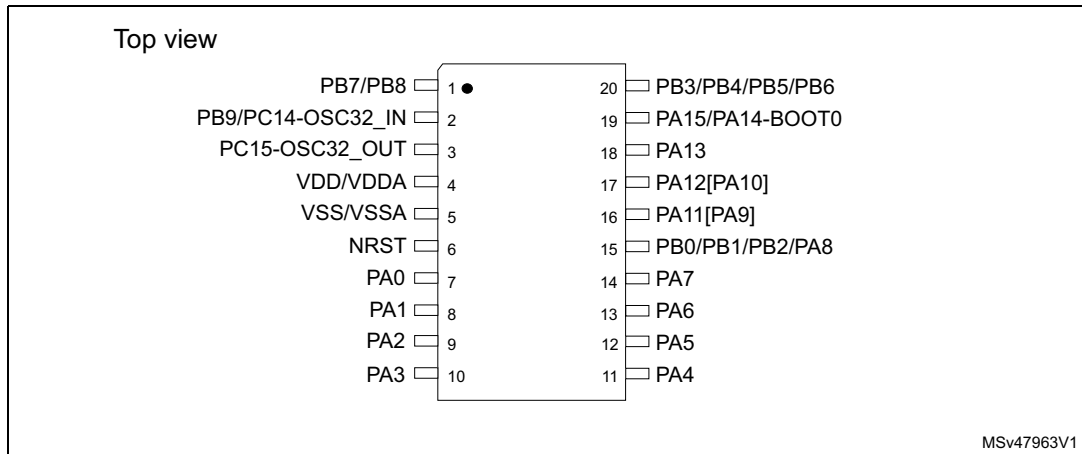 Top view
PB7/PB8 1 20 PB3/PB4/PB5/PB6
PB9/PC14-OSC32_IN 2 19 PA15/PA14-BOOT0
PC15-OSC32_OUT 3 18 PA13
VDD/VDDA 4 17 PA12[PA10]
VSS/VSSA 5 16 PA11[PA9]
NRST 6 15 PB0/PB1/PB2/PA8
PA0 7 14 PA7
PA1 8 13 PA6
PA2 9 12 PA5
PA3 10 11 PA4
MSv47963V1